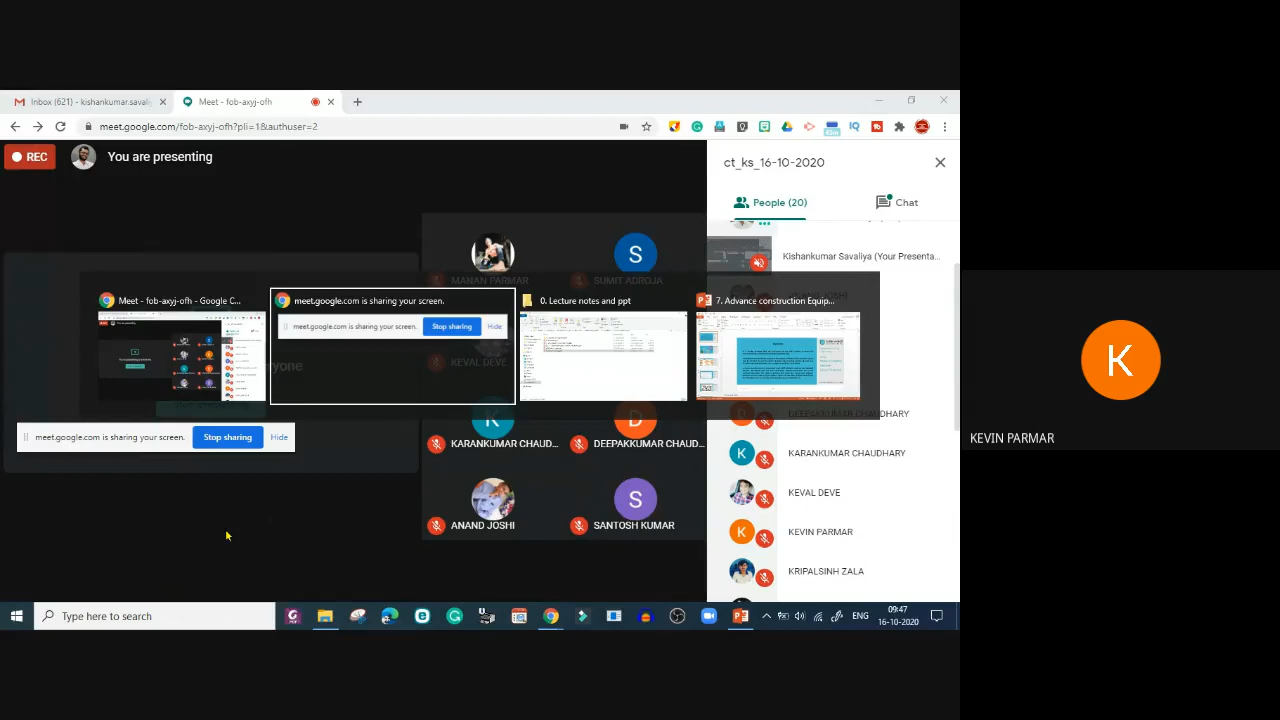 Inbox (621) - kishankumar.savali
Meet - fob-axyj-ofh
meet.google.com/fob-axyj-ofh?pli=1&authuser=2
REC
You are presenting
ct_ks_16-10-2020
People (20)
Chat
MANAN PARMAR
SUMIT ADROJA
Kishankumar Savaliya (Your Presenta...
JOSHI
Meet - fob-axyj-ofh - Google C...
meet.google.com is sharing your screen.
0. Lecture notes and ppt
7. Advance construction Equip...
meet.google.com is sharing your screen.
Stop sharing
Hide
KEVAL DEVE
veryone
meet.google.com is sharing your screen.
Stop sharing
Hide
KARANKUMAR CHAUD...
DEEPAKKUMAR CHAUD...
DEEPAKKUMAR CHAUDHARY
KARANKUMAR CHAUDHARY
KEVAL DEVE
ANAND JOSHI
SANTOSH KUMAR
K
KEVIN PARMAR
K
KRIPALSINH ZALA
S
K
D
S
K
KEVIN PARMAR
Type here to search
ENG
09:47
16-10-2020